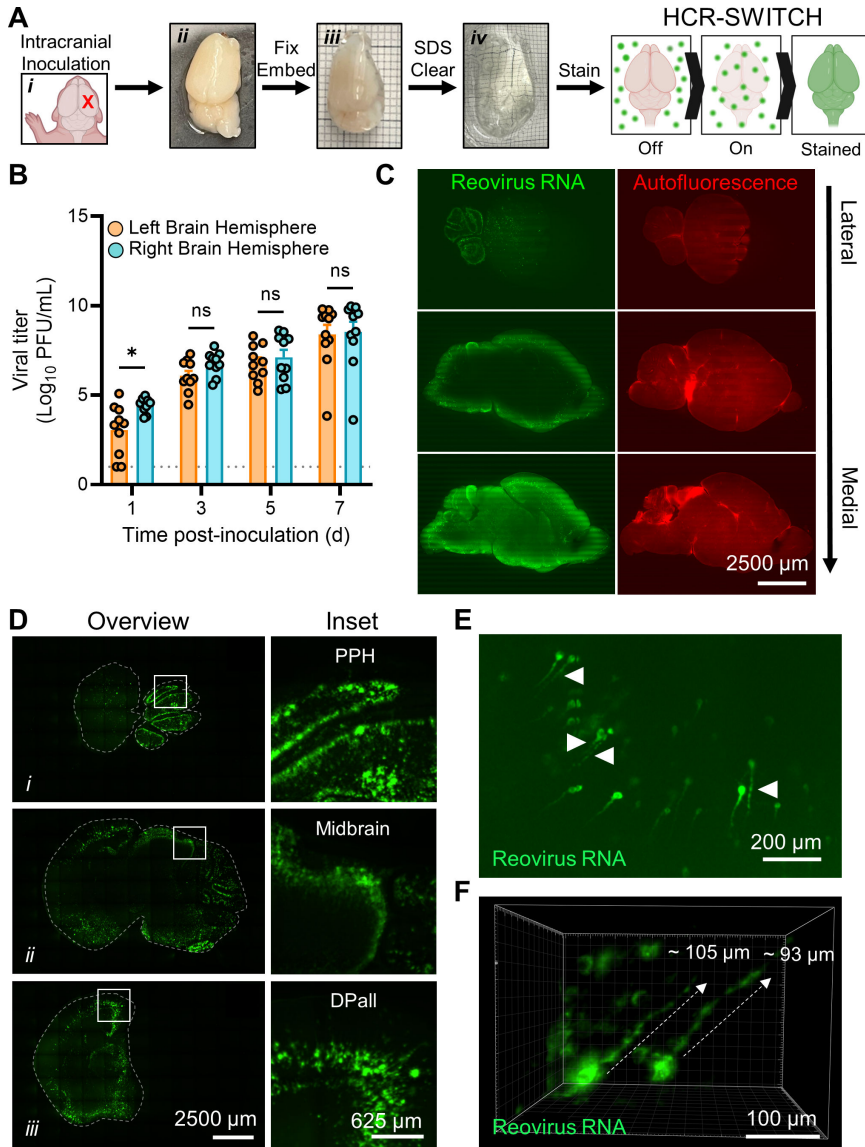 A
Intracranial
Inoculation
i
X
ii
Fix
Embed
iii
SDS
Clear
iv
Stain
HCR-SWITCH
Off
On
Stained
B
Left Brain Hemisphere
Right Brain Hemisphere
Viral titer
(Log10 PFU/mL)
15
10
5
0
*
ns
ns
ns
1
3
5
7
Time post-inoculation (d)
C
Reovirus RNA
Autofluorescence
Lateral
Medial
2500 µm
D
Overview
Inset
i
PPH
ii
Midbrain
iii
2500 µm
DPall
625 µm
E
Reovirus RNA
200 µm
F
~ 105 µm
~ 93 µm
Reovirus RNA
100 µm